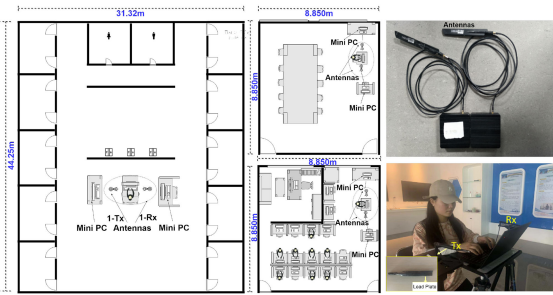 31.32m
44.25m
1-Tx
1-Rx
Mini PC
Antennas
Mini PC
8.850m
8.850m
Mini PC
Antennas
Mini PC
8.850m
8.850m
Mini PC
Antennas
Mini PC
Antennas
Rx
Tx
Lead Plate